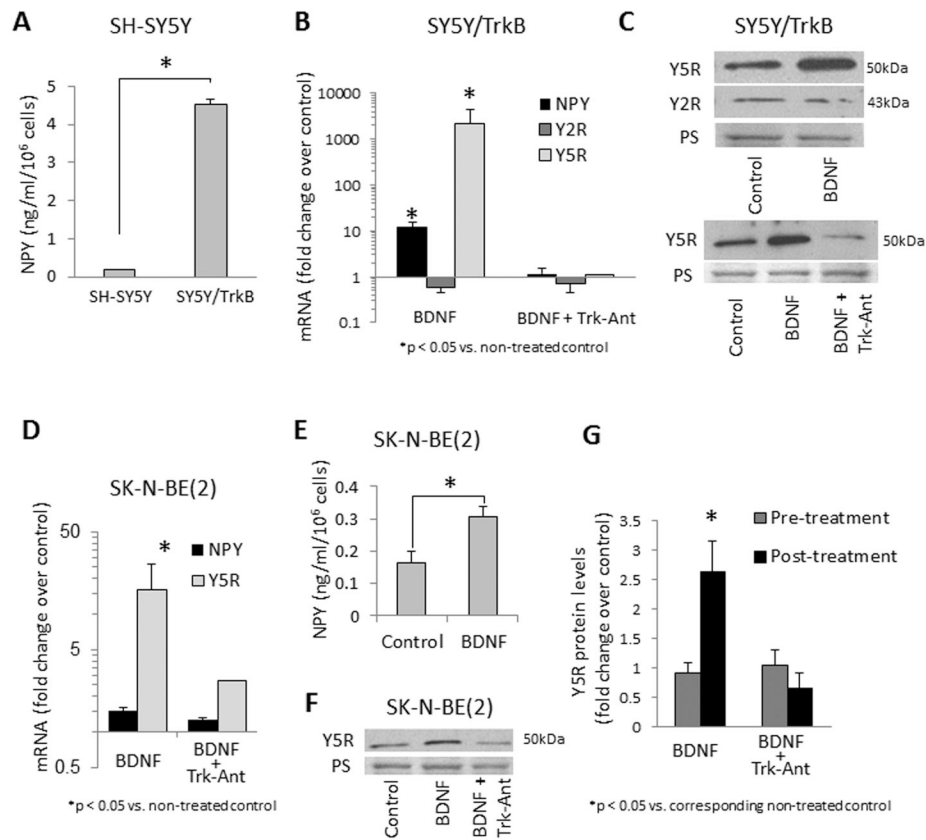 A
SH-SY5Y
*
NPY (ng/ml/10⁶ cells)
5
4
3
2
1
0
SH-SY5Y SY5Y/TrkB
B
SY5Y/TrkB
mRNA (fold change over control)
10000
1000
100
10
1
0.1
NPY
Y2R
Y5R
*
*
BDNF BDNF + Trk-Ant
*p < 0.05 vs. non-treated control
C
SY5Y/TrkB
Y5R 50kDa
Y2R 43kDa
PS
Control BDNF
Y5R 50kDa
PS
Control BDNF BDNF +
Trk-Ant
D
SK-N-BE(2)
mRNA (fold change over control)
50
5
0.5
NPY
Y5R
*
BDNF BDNF
+
Trk-Ant
*p < 0.05 vs. non-treated control
E
SK-N-BE(2)
NPY (ng/ml/10⁶ cells)
0.4
0.3
0.2
0.1
0
*
Control BDNF
F
SK-N-BE(2)
Y5R 50kDa
PS
Control BDNF BDNF +
Trk-Ant
G
Y5R protein levels
(fold change over control)
3.5
3
2.5
2
1.5
1
0.5
0
*
Pre-treatment
Post-treatment
BDNF BDNF
+
Trk-Ant
*p < 0.05 vs. corresponding non-treated control